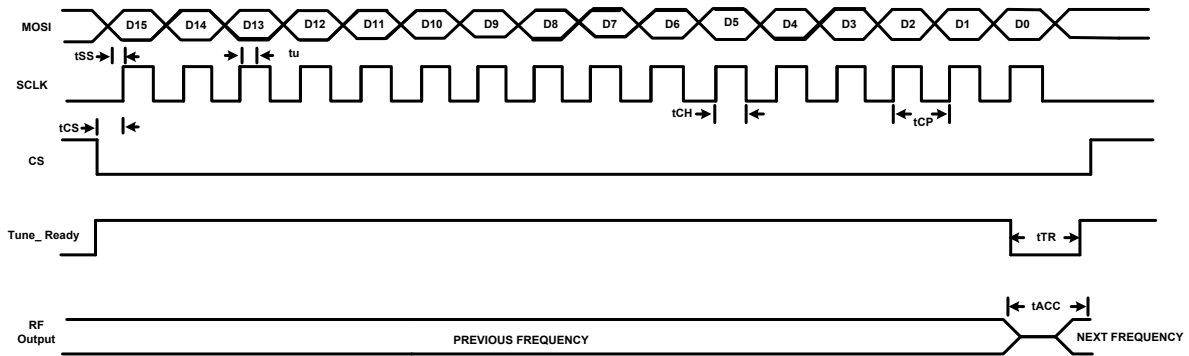 MOSI D15 D14 D13 D12 D11 D10 D9 D8 D7 D6 D5 D4 D3 D2 D1 D0
tSS tu
SCLK
tCH tCP
tCS
CS
Tune_ Ready tTR
tACC
RF
Output
PREVIOUS FREQUENCY NEXT FREQUENCY